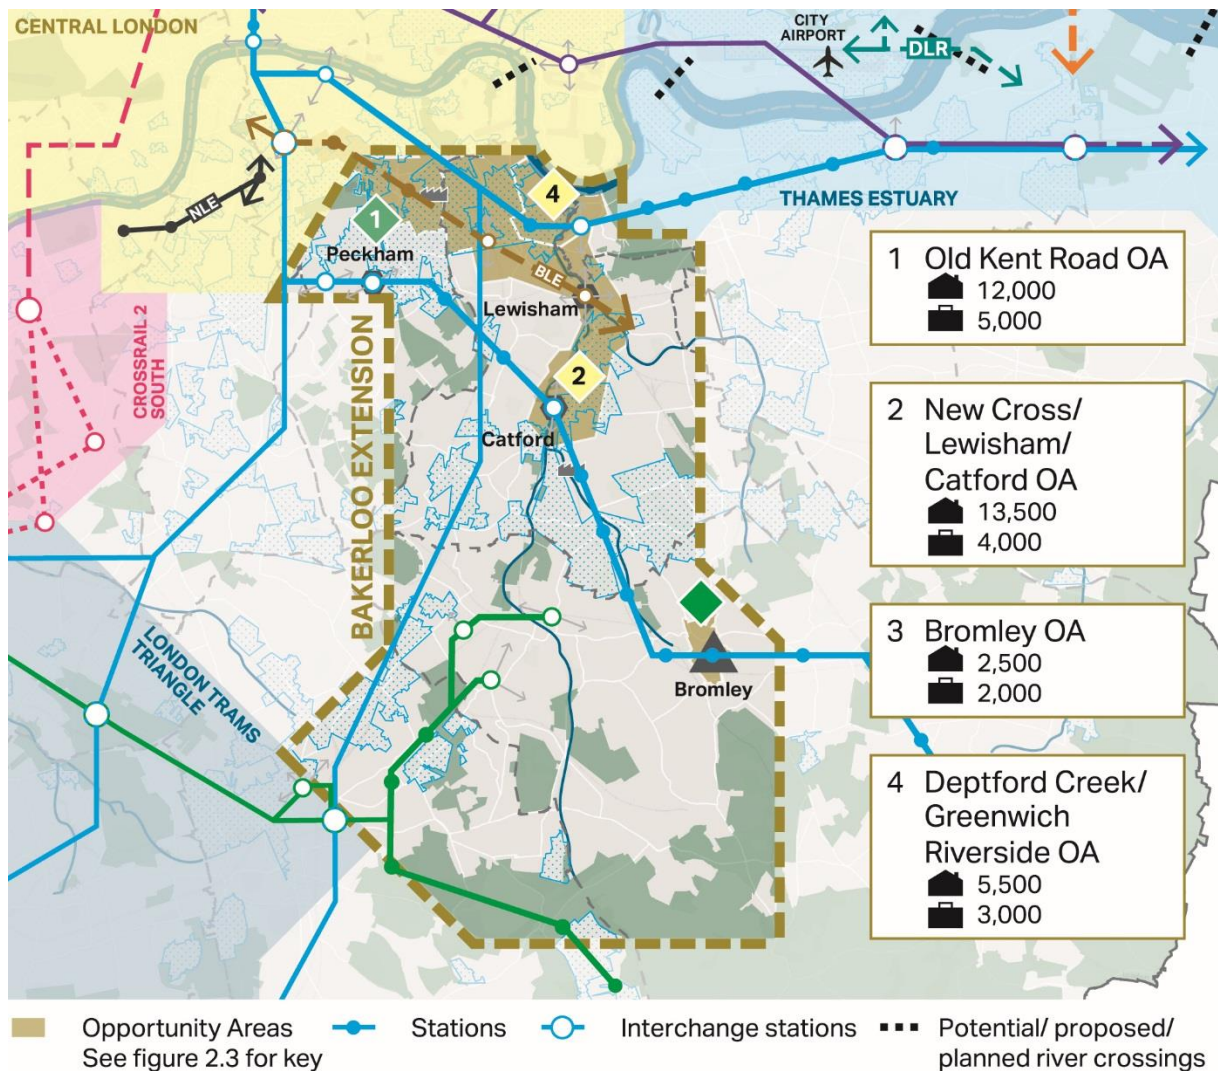 CENTRAL LONDON
CITY
AIRPORT
DLR
NLE
4
THAMES ESTUARY
1
Peckham
BLE
Lewisham
CROSSRAIL 2
SOUTH
BAKERLOO EXTENSION
2
Catford
LONDON TRAMS
TRIANGLE
Bromley
1 Old Kent Road OA
12,000
5,000
2 New Cross/
Lewisham/
Catford OA
13,500
4,000
3 Bromley OA
2,500
2,000
4 Deptford Creek/
Greenwich
Riverside OA
5,500
3,000
Opportunity Areas
See figure 2.3 for key
Stations
Interchange stations
Potential/ proposed/
planned river crossings